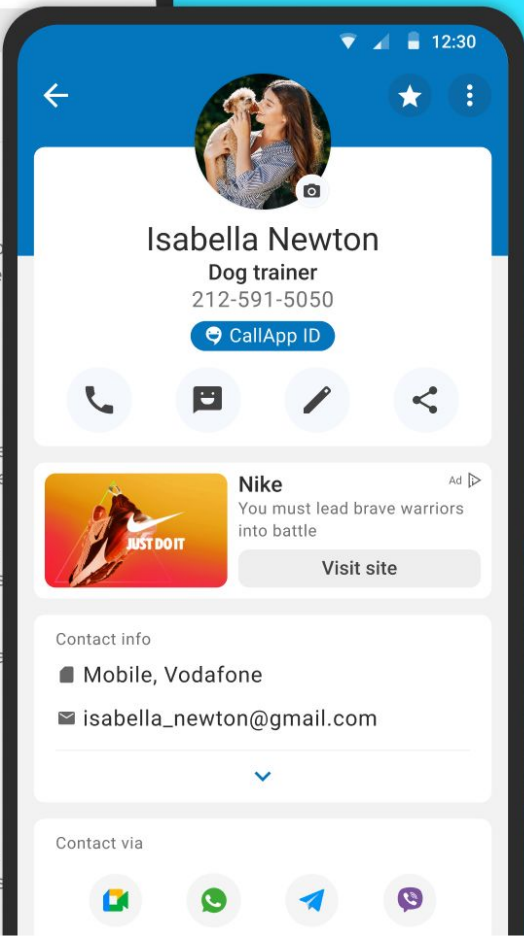 12:30
Isabella Newton
Dog trainer
212-591-5050
CallApp ID
Nike
Ad
You must lead brave warriors
into battle
JUST DO IT
Visit site
Contact info
Mobile, Vodafone
isabella_newton@gmail.com
Contact via